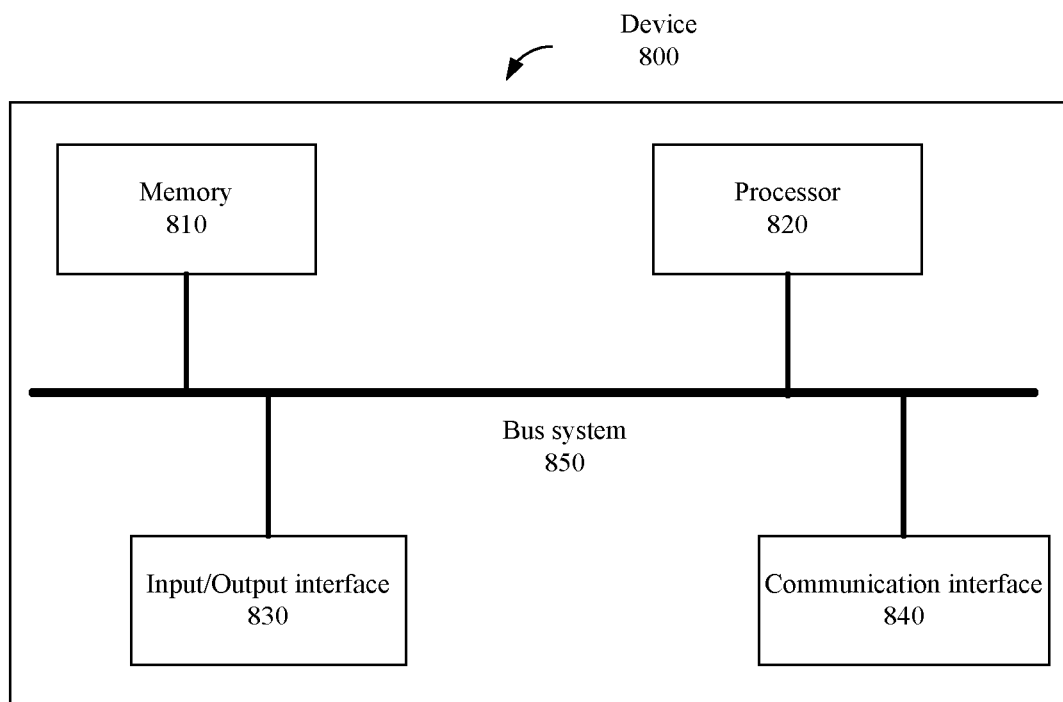 Device
800
Memory
810
Processor
820
Bus system
850
Input/Output interface
830
Communication interface
840